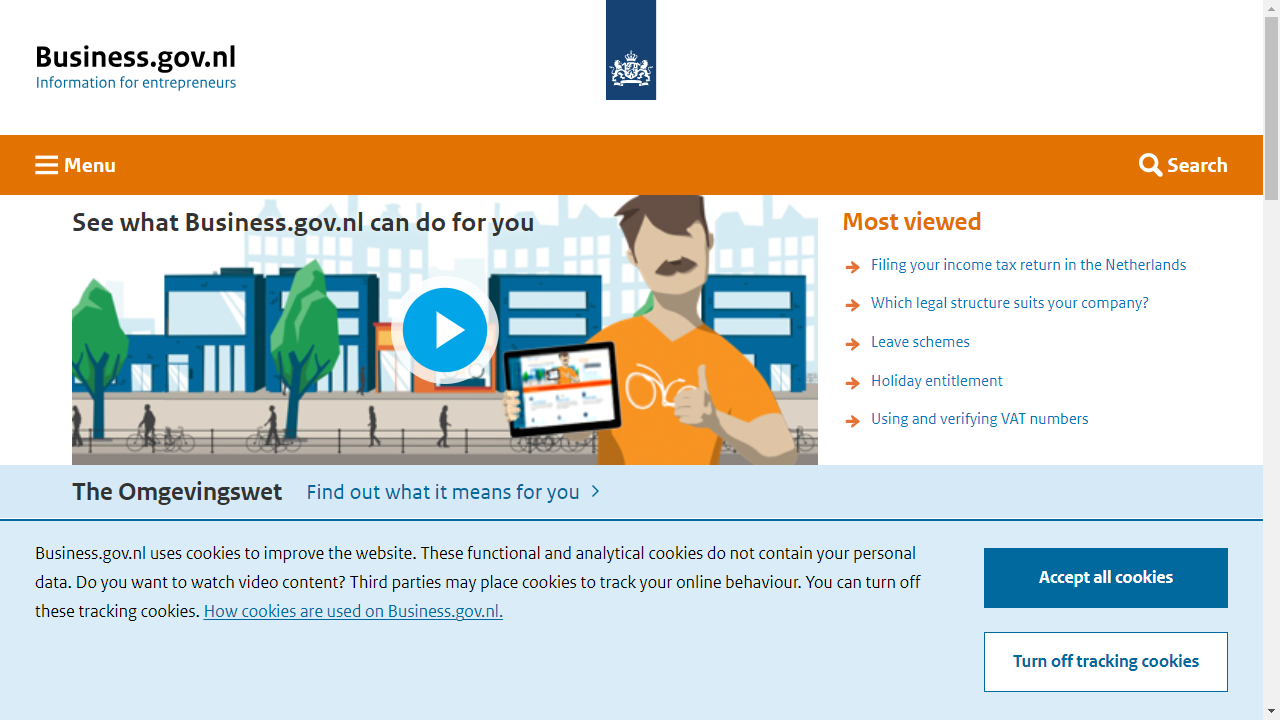 Business.gov.nl
Information for entrepreneurs
Menu
Search
See what Business.gov.nl can do for you
Most viewed
Filing your income tax return in the Netherlands
Which legal structure suits your company?
Leave schemes
Holiday entitlement
Using and verifying VAT numbers
The Omgevingswet
Find out what it means for you
Business.gov.nl uses cookies to improve the website. These functional and analytical cookies do not contain your personal
data. Do you want to watch video content? Third parties may place cookies to track your online behaviour. You can turn off
these tracking cookies. How cookies are used on Business.gov.nl.
Accept all cookies
Turn off tracking cookies